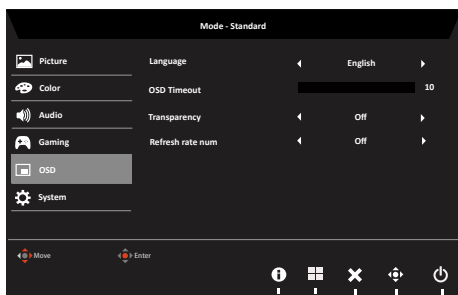 Mode - Standard
Picture
Language
English
Color
OSD Timeout
10
Audio
Transparency
Off
Gaming
Refresh rate num
Off
OSD
System
Move
Enter